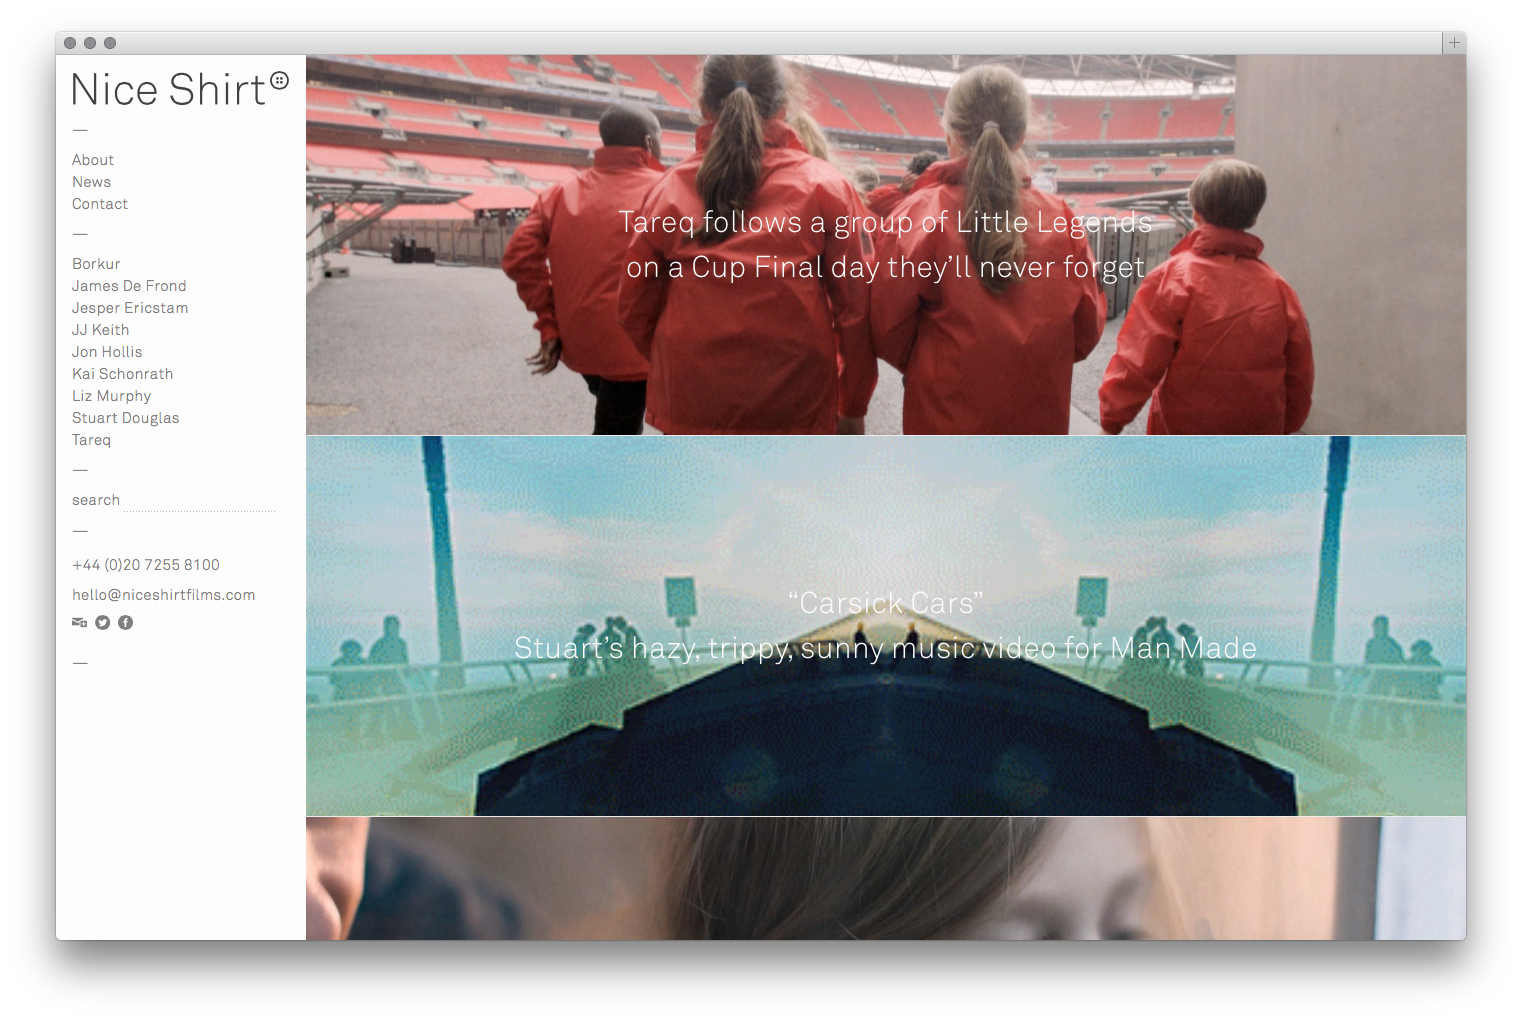 Nice Shirt
—
About
News
Contact
—
Borkur
James De Frond
Jesper Ericstam
JJ Keith
Jon Hollis
Kai Schonrath
Liz Murphy
Stuart Douglas
Tareq
—
search
—
+44 (0)20 7255 8100
hello@niceshirtfilms.com
—
Tareq follows a group of Little Legends
on a Cup Final day they’ll never forget
“Carsick Cars”
Stuart’s hazy, trippy, sunny music video for Man Made